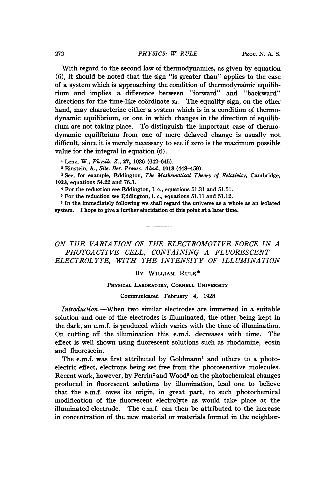 270 PHYSICS: W. RULE Proc. N. A. S.
With regard to the second law of thermodynamics, as given by equation
(6), it should be noted that the sign "is greater than" applies to the case
of a system which is approaching the condition of thermodynamic equilib-
rium and implies a difference between "forward" and "backward"
directions for the time-like coordinate x₄. The equality sign, on the other
hand, may characterize either a system which is in a condition of thermo-
dynamic equilibrium, or one in which changes in the direction of equilib-
rium are not taking place. To distinguish the important case of thermo-
dynamic equilibrium from one of mere delayed change is usually not
difficult, since it is merely necessary to see if zero is the maximum possible
value for the integral in equation (6).
Lenz, W., Physik. Z., 27, 1926 (642–645).
Einstein, A., Sitz. Ber. Preuss. Akad., 1918 (448–459).
See, for example, Eddington, The Mathematical Theory of Relativity, Cambridge,
1923, equations 54.22 and 76.1.
For the reduction see Eddington, l. c., equations 51.31 and 51.51.
For the reduction see Eddington, l. c., equations 51.11 and 51.12.
In the immediately following we shall regard the universe as a whole as an isolated
system. I hope to give a further elucidation of this point at a later time.
ON THE VARIATION OF THE ELECTROMOTIVE FORCE IN A
PHOTOACTIVE CELL, CONTAINING A FLUORESCENT
ELECTROLYTE, WITH THE INTENSITY OF ILLUMINATION
By William Rule*
Physical Laboratory, Cornell University
Communicated February 4, 1928
Introduction.—When two similar electrodes are immersed in a suitable
solution and one of the electrodes is illuminated, the other being kept in
the dark, an e.m.f. is produced which varies with the time of illumination.
On cutting off the illumination this e.m.f. decreases with time. The
effect is well shown using fluorescent solutions such as rhodamine, eosin
and fluorescein.
The e.m.f. was first attributed by Goldmann¹ and others to a photo-
electric effect, electrons being set free from the photosensitive molecules.
Recent work, however, by Perrin² and Wood³ on the photochemical changes
produced in fluorescent solutions by illumination, lead one to believe
that the e.m.f. owes its origin, in great part, to such photochemical
modification of the fluorescent electrolyte as would take place at the
illuminated electrode. The e.m.f. can then be attributed to the increase
in concentration of the new material or materials formed in the neighbor-